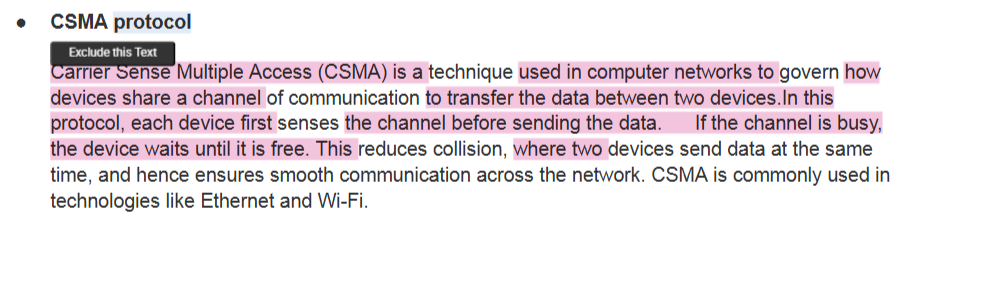 ● CSMA protocol
Exclude this Text
Carrier Sense Multiple Access (CSMA) is a technique used in computer networks to govern how
devices share a channel of communication to transfer the data between two devices.In this
protocol, each device first senses the channel before sending the data. If the channel is busy,
the device waits until it is free. This reduces collision, where two devices send data at the same
time, and hence ensures smooth communication across the network. CSMA is commonly used in
technologies like Ethernet and Wi-Fi.